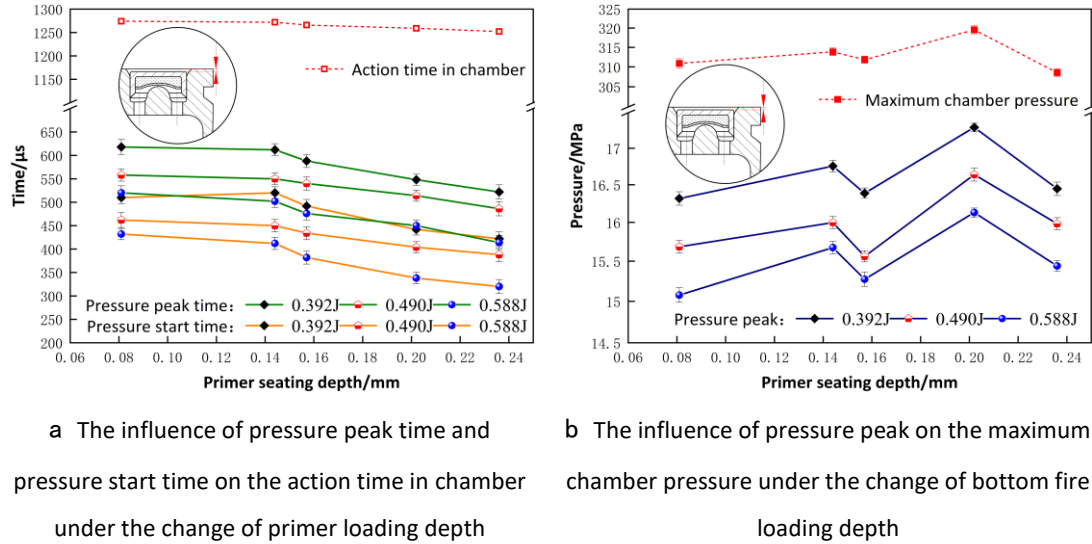 1300
1250
1200
1150
650
600
550
500
450
400
350
300
250
200
Time/μs
Action time in chamber
Pressure peak time: 0.392J 0.490J 0.588J
Pressure start time: 0.392J 0.490J 0.588J
0.06 0.08 0.10 0.12 0.14 0.16 0.18 0.20 0.22 0.24
Primer seating depth/mm
325
320
315
310
305
17
16.5
16
15.5
15
14.5
Pressure/MPa
Maximum chamber pressure
Pressure peak: 0.392J 0.490J 0.588J
0.06 0.08 0.10 0.12 0.14 0.16 0.18 0.20 0.22 0.24
Primer seating depth/mm
a The influence of pressure peak time and
pressure start time on the action time in chamber
under the change of primer loading depth
b The influence of pressure peak on the maximum
chamber pressure under the change of bottom fire
loading depth